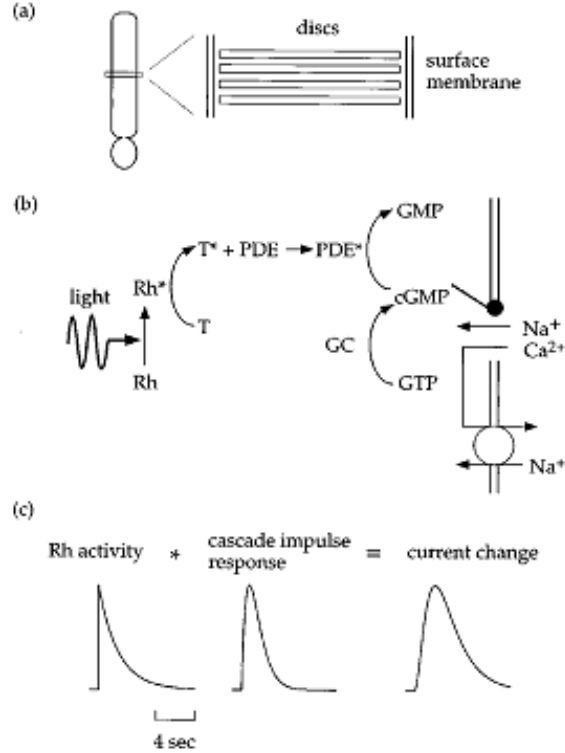 (a)
discs
surface
membrane
(b)
GMP
T* + PDE → PDE*
light
Rh*
cGMP
T
Na⁺
GC
Ca²⁺
Rh
GTP
Na⁺
(c)
Rh activity * cascade impulse response = current change
4 sec